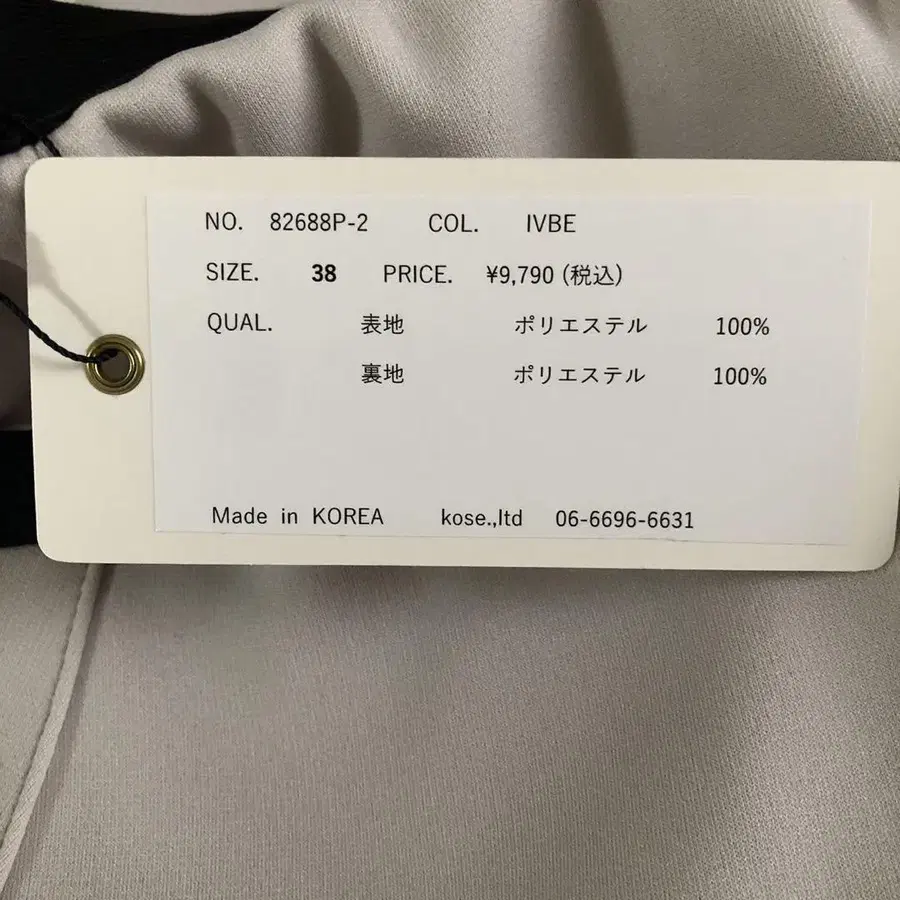 NO. 82688P-2 COL. IVBE
SIZE. 38 PRICE. ¥9,790 (税込)
QUAL. 表地 ポリエステル 100%
裏地 ポリエステル 100%
Made in KOREA kose.,ltd 06-6696-6631